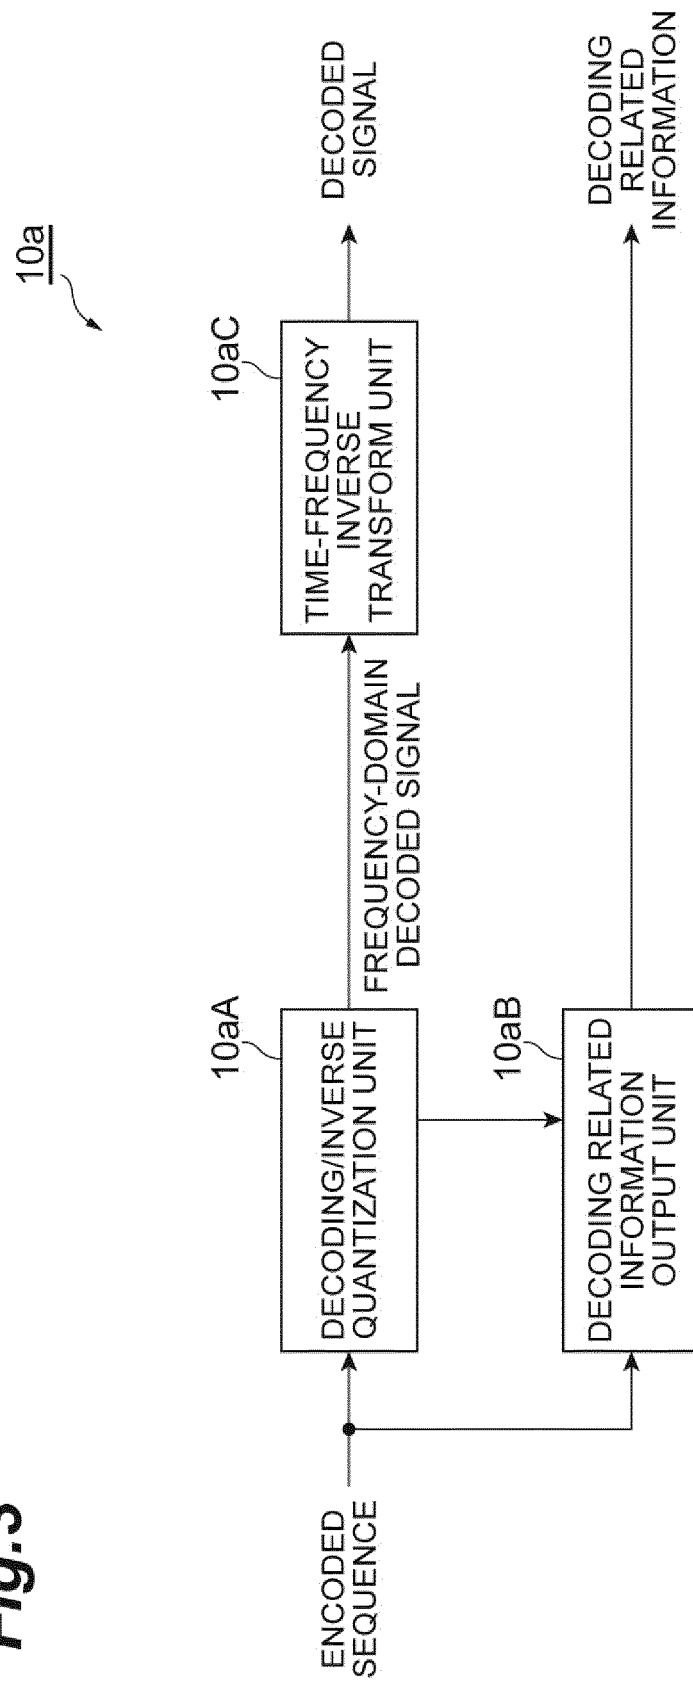 Fig.3
10a
ENCODED
SEQUENCE
10aA
DECODING/INVERSE
QUANTIZATION UNIT
FREQUENCY-DOMAIN
DECODED SIGNAL
10aC
TIME-FREQUENCY
INVERSE
TRANSFORM UNIT
DECODED
SIGNAL
10aB
DECODING RELATED
INFORMATION
OUTPUT UNIT
DECODING
RELATED
INFORMATION